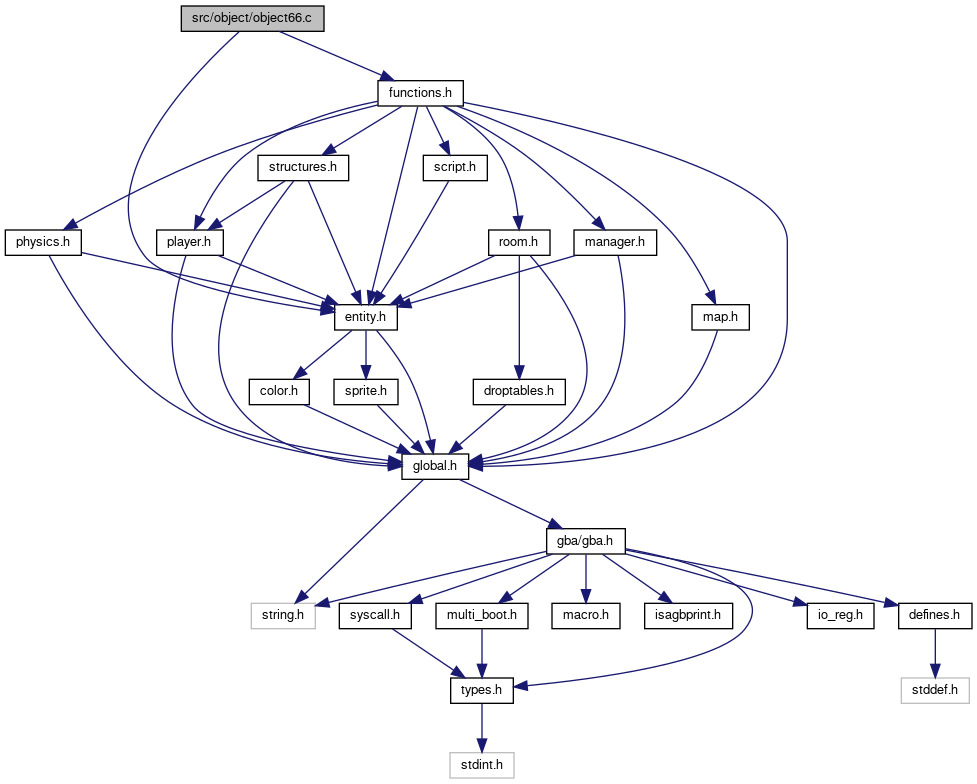 src/object/object66.c
functions.h
structures.h
script.h
physics.h
player.h
room.h
manager.h
entity.h
map.h
color.h
sprite.h
droptables.h
global.h
gba/gba.h
string.h
syscall.h
multi_boot.h
macro.h
isagbprint.h
io_reg.h
defines.h
types.h
stddef.h
stdint.h